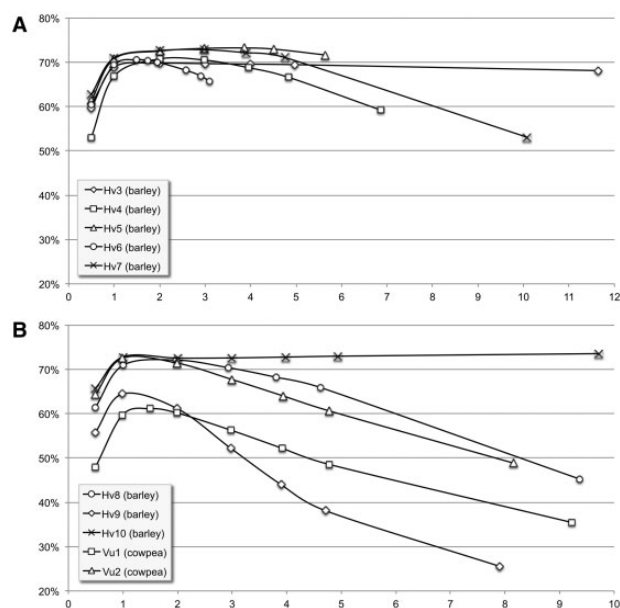 A
80%
70%
60%
50%
40%
30%
20%
Hv3 (barley)
Hv4 (barley)
Hv5 (barley)
Hv6 (barley)
Hv7 (barley)
0 1 2 3 4 5 6 7 8 9 10 11 12
B
80%
70%
60%
50%
40%
30%
20%
Hv8 (barley)
Hv9 (barley)
Hv10 (barley)
Vu1 (cowpea)
Vu2 (cowpea)
0 1 2 3 4 5 6 7 8 9 10